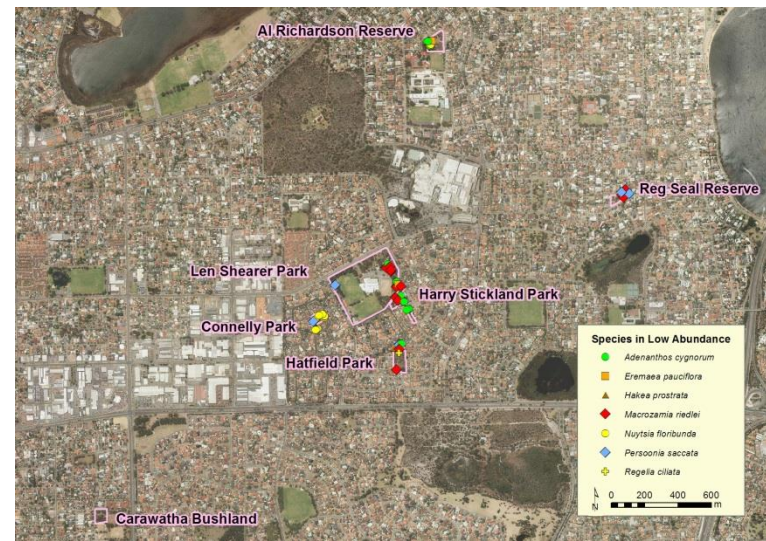 Al Richardson Reserve
Reg Seal Reserve
Len Shearer Park
Harry Stickland Park
Connelly Park
Hatfield Park
Species in Low Abundance
Adenanthos cygnorum
Eremaea pauciflora
Hakea prostrata
Macrozamia riedlei
Nuytsia floribunda
Persoonia saccata
Regelia ciliata
N
0 200 400 600
m
Carawatha Bushland